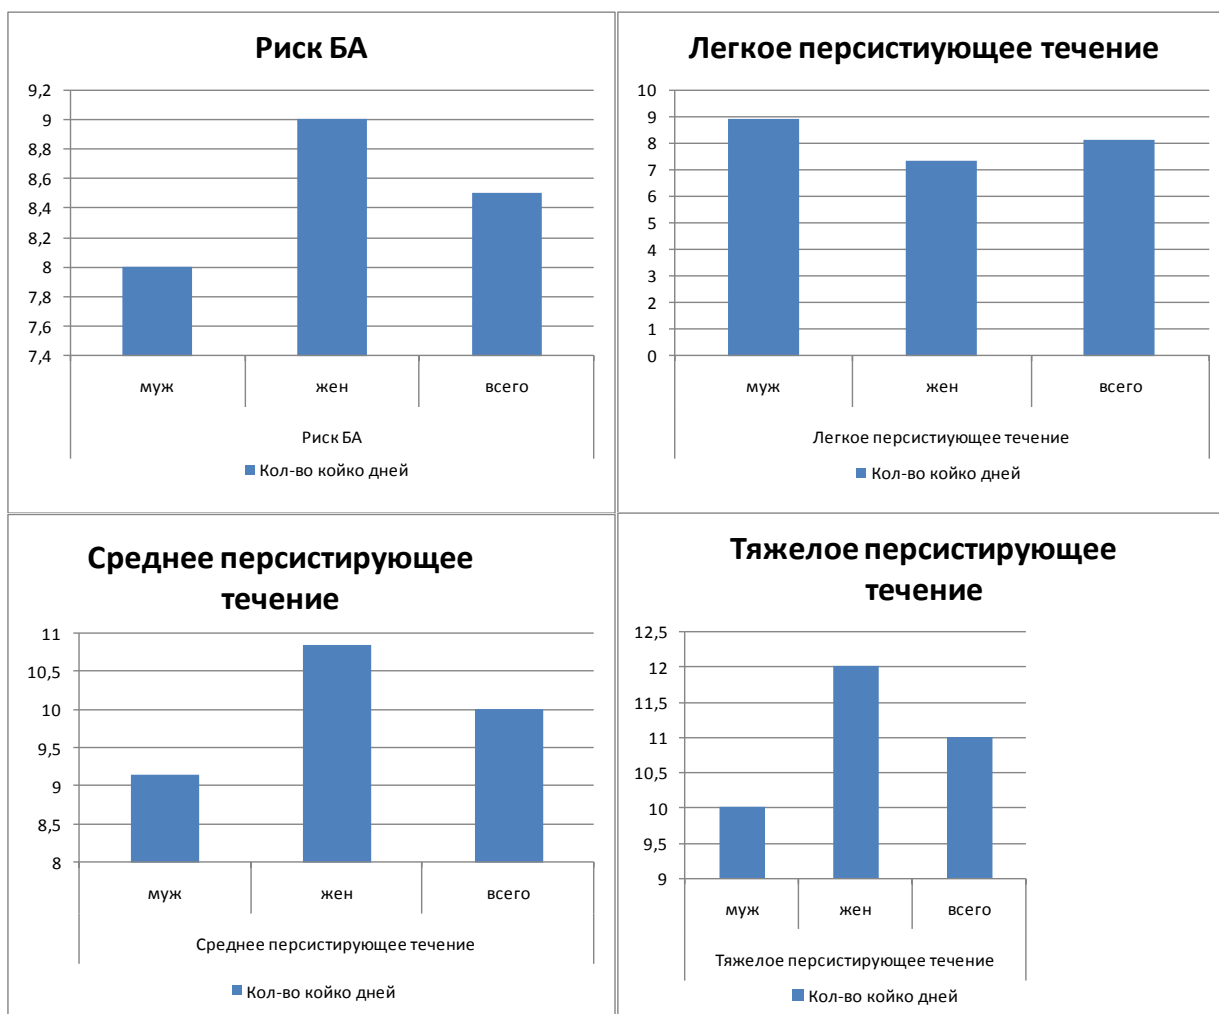 Риск БА
9,2
9
8,8
8,6
8,4
8,2
8
7,8
7,6
7,4
муж жен всего
Риск БА
Кол-во койко дней
Легкое персистиующее течение
10
9
8
7
6
5
4
3
2
1
0
муж жен всего
Легкое персистиующее течение
Кол-во койко дней
Среднее персистирующее
течение
11
10,5
10
9,5
9
8,5
8
муж жен всего
Среднее персистирующее течение
Кол-во койко дней
Тяжелое персистирующее
течение
12,5
12
11,5
11
10,5
10
9,5
9
муж жен всего
Тяжелое персистирующее течение
Кол-во койко дней